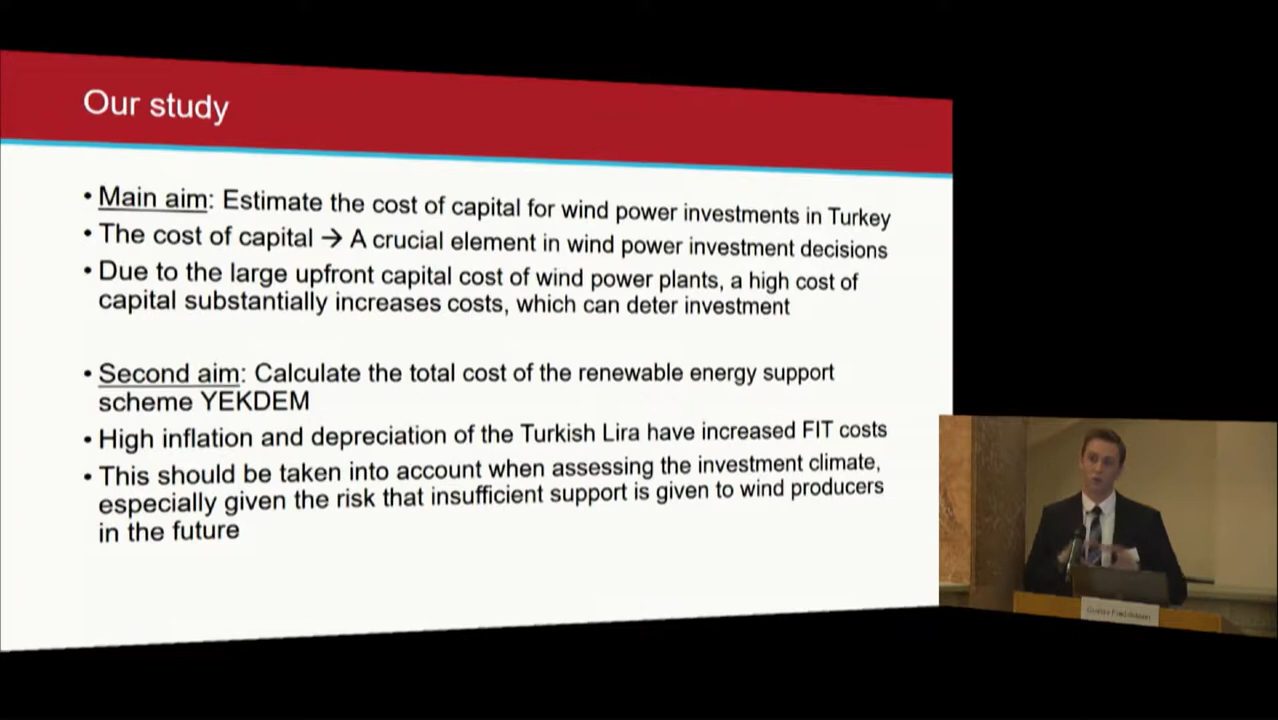 Our study
• Main aim: Estimate the cost of capital for wind power investments in Turkey
• The cost of capital → A crucial element in wind power investment decisions
• Due to the large upfront capital cost of wind power plants, a high cost of
capital substantially increases costs, which can deter investment
• Second aim: Calculate the total cost of the renewable energy support
scheme YEKDEM
• High inflation and depreciation of the Turkish Lira have increased FIT costs
• This should be taken into account when assessing the investment climate,
especially given the risk that insufficient support is given to wind producers
in the future